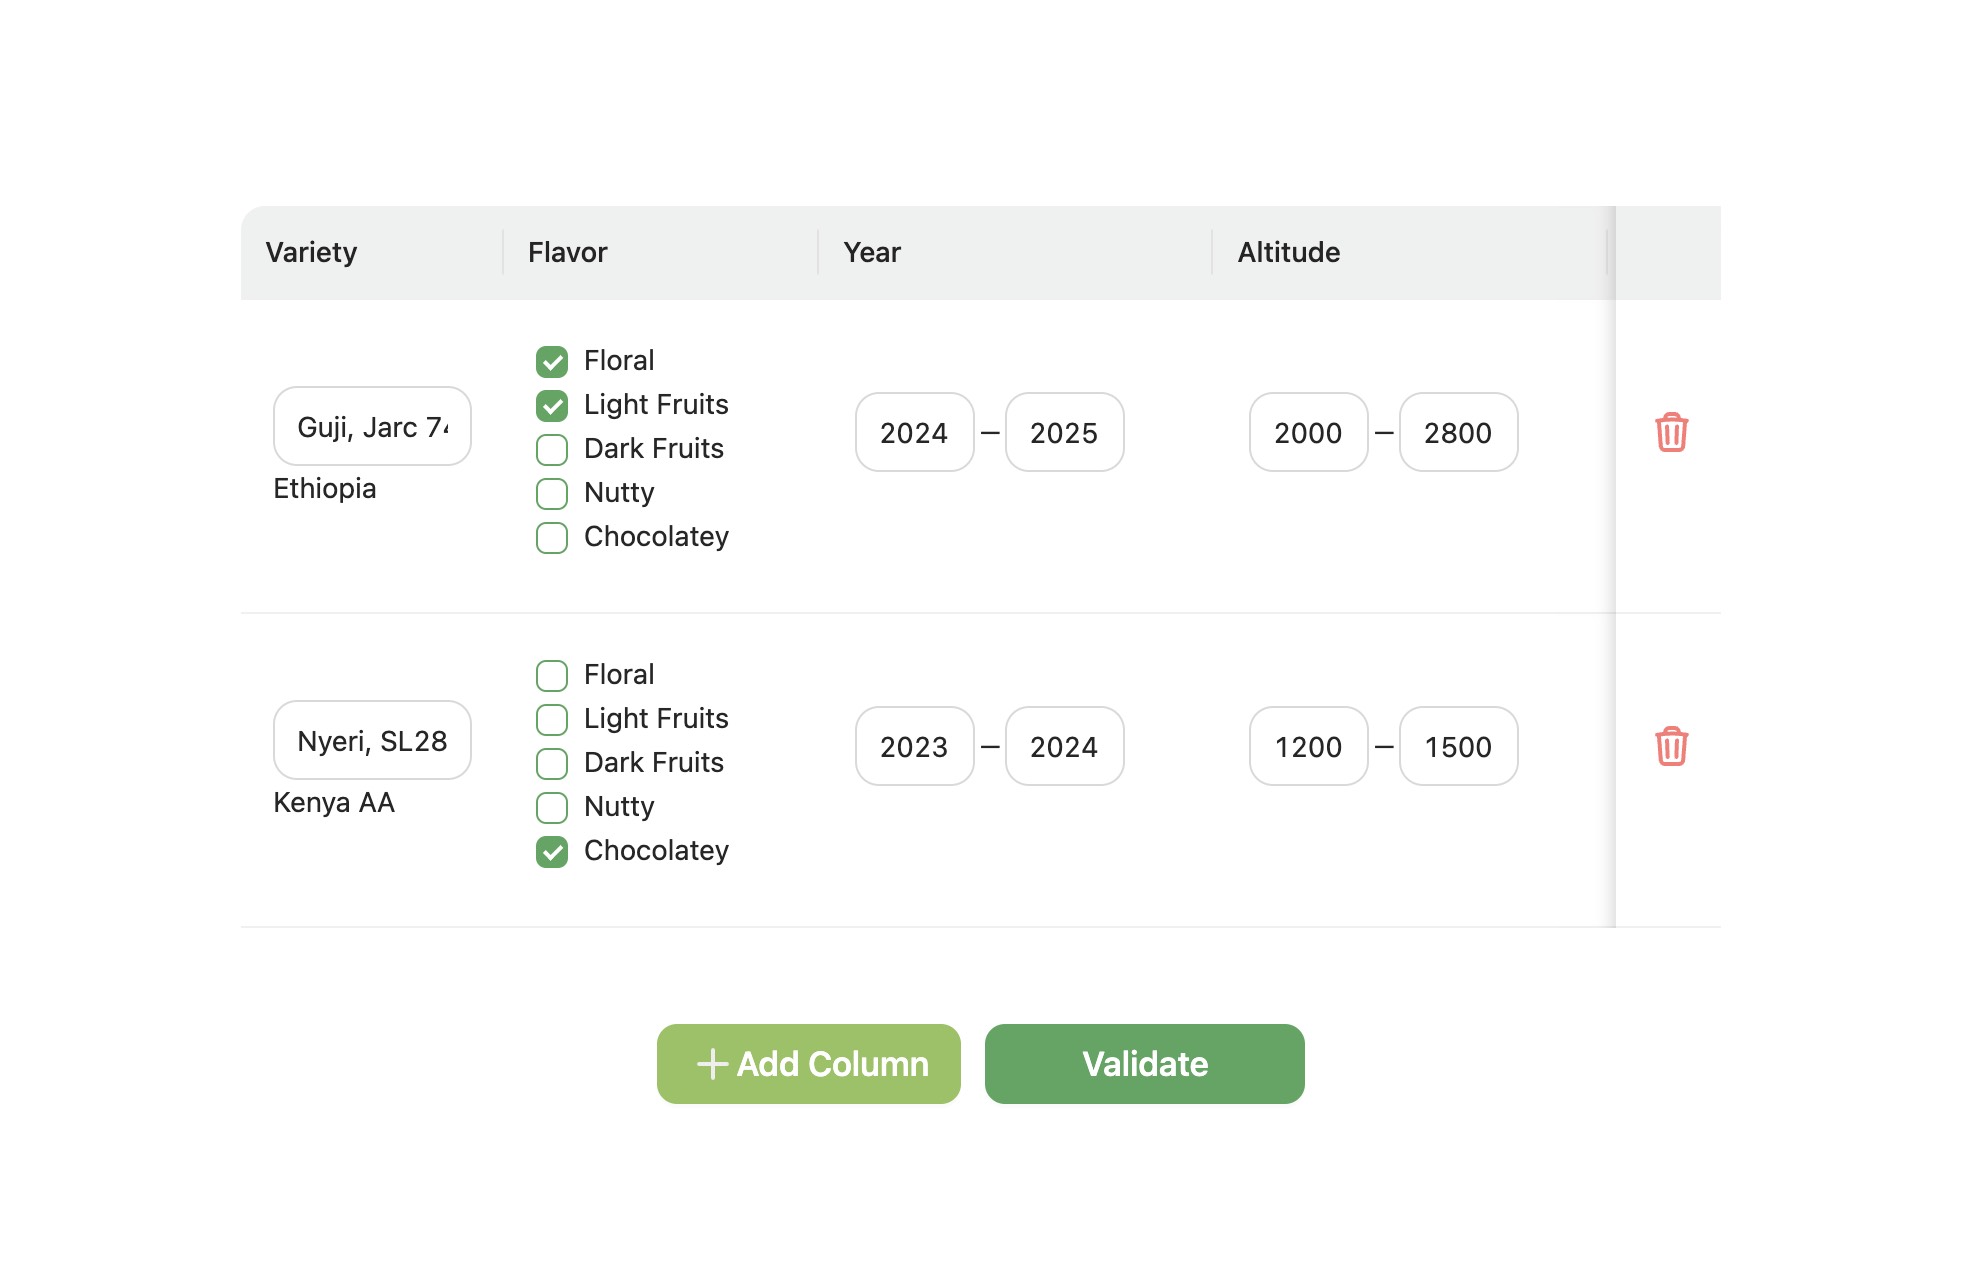 Variety Flavor Year Altitude
Floral
Light Fruits
Guji, Jarc
2024 – 2025 2000 – 2800
Dark Fruits
Ethiopia
Nutty
Chocolatey
Floral
Light Fruits
Nyeri, SL28
2023 – 2024 1200 – 1500
Dark Fruits
Kenya AA
Nutty
Chocolatey
Add Column Validate